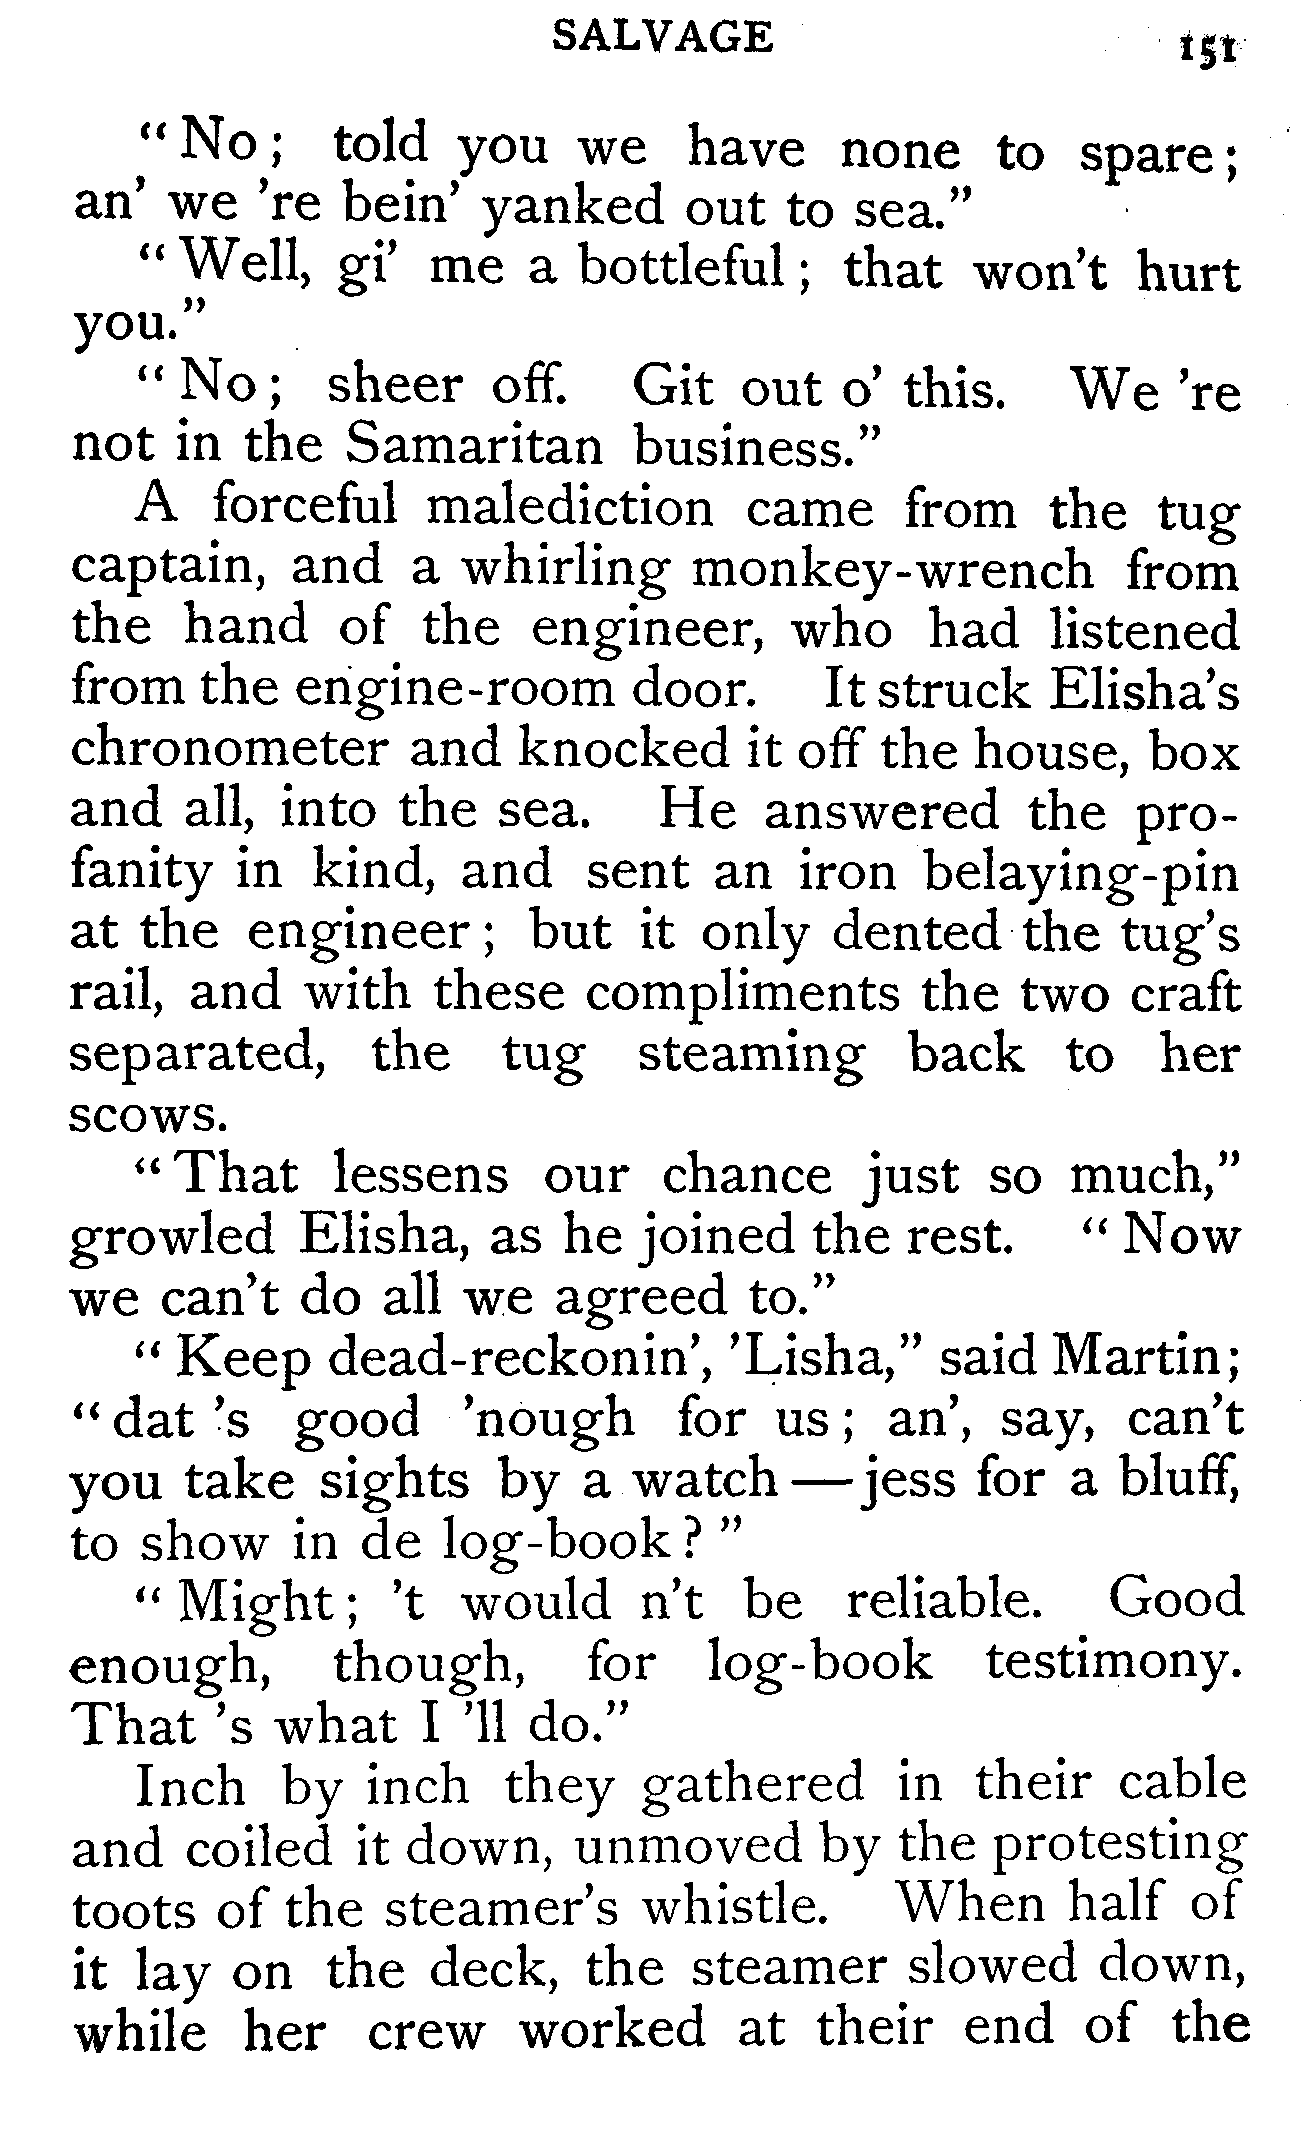 SALVAGE 151
" No ; told you we have none to spare ;
an' we 're bein' yanked out to sea."
" Well, gi' me a bottleful ; that won't hurt
you."
" No ; sheer off. Git out o' this. We 're
not in the Samaritan business."
A forceful malediction came from the tug
captain, and a whirling monkey-wrench from
the hand of the engineer, who had listened
from the engine-room door. It struck Elisha's
chronometer and knocked it off the house, box
and all, into the sea. He answered the pro-
fanity in kind, and sent an iron belaying-pin
at the engineer ; but it only dented the tug's
rail, and with these compliments the two craft
separated, the tug steaming back to her
scows.
" That lessens our chance just so much,"
growled Elisha, as he joined the rest. " Now
we can't do all we agreed to."
" Keep dead-reckonin', 'Lisha," said Martin ;
" dat 's good 'nough for us ; an', say, can't
you take sights by a watch — jess for a bluff,
to show in de log-book ? "
" Might ; 't would n't be reliable. Good
enough, though, for log-book testimony.
That 's what I 'll do."
Inch by inch they gathered in their cable
and coiled it down, unmoved by the protesting
toots of the steamer's whistle. When half of
it lay on the deck, the steamer slowed down,
while her crew worked at their end of the